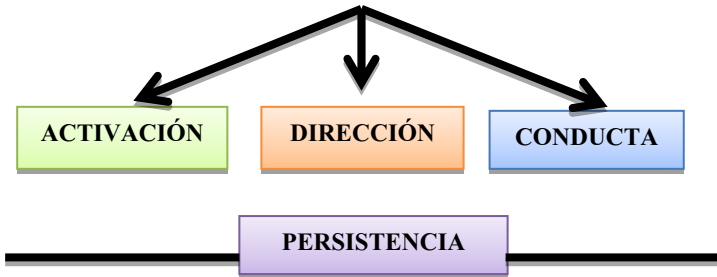 ACTIVACIÓN
DIRECCIÓN
CONDUCTA
PERSISTENCIA